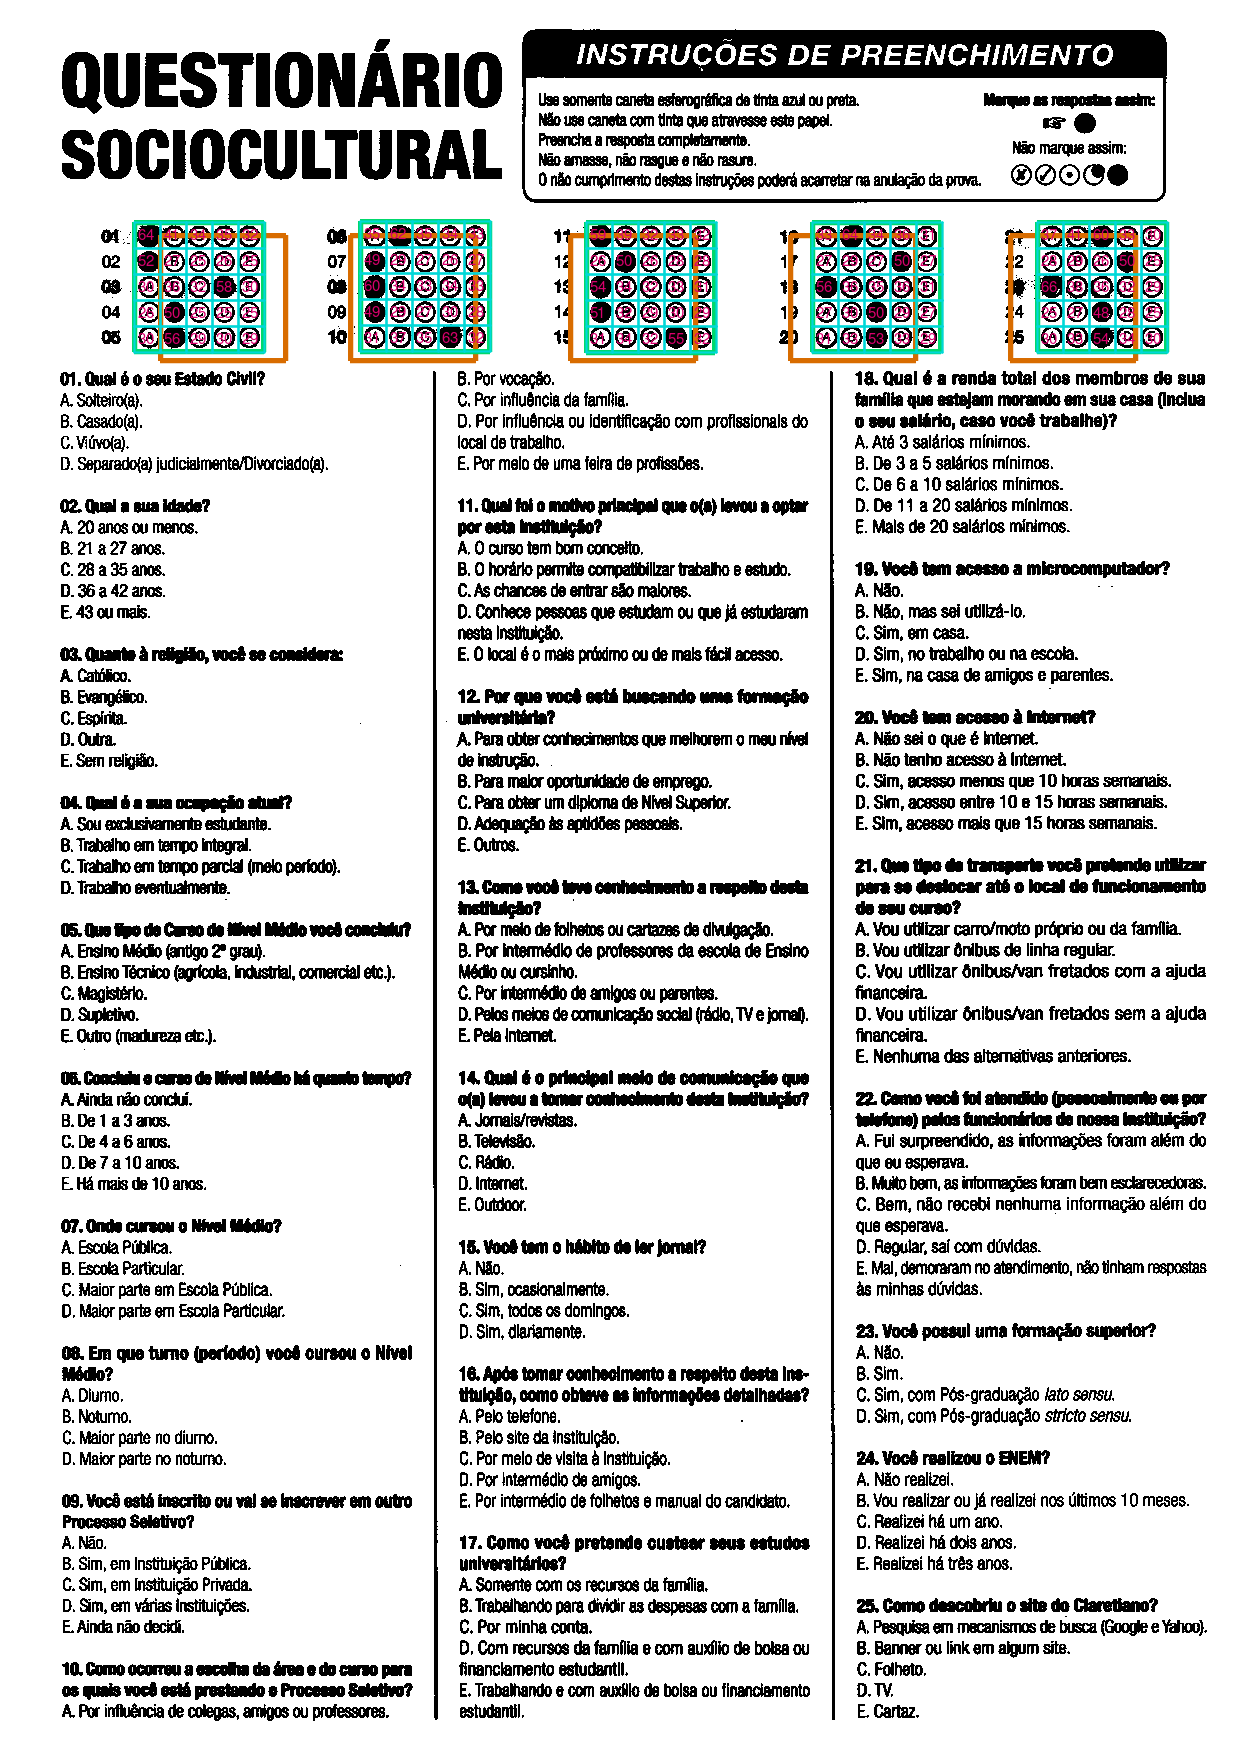 QUESTIONÁRIO
SOCIOCULTURAL
INSTRUÇÕES DE PREENCHIMENTO
Use somente caneta esferográfica de tinta azul ou preta.
Não use caneta com tinta que atravesse este papel.
Preencha a resposta completamente.
Não amasse, não rasgue e não rasure.
O não cumprimento destas instruções poderá acarretar na anulação da prova.
Marque as respostas assim:
Não marque assim:
01
02
03
04
05
07
08
09
10
11
12
13
14
15
17
18
19
20
22
24
25
01. Qual é o seu Estado Civil?
A. Solteiro(a).
B. Casado(a).
C. Viúvo(a).
D. Separado(a) judicialmente/Divorciado(a).
02. Qual a sua idade?
A. 20 anos ou menos.
B. 21 a 27 anos.
C. 28 a 35 anos.
D. 36 a 42 anos.
E. 43 ou mais.
03. Quanto à religião, você se considera:
A. Católico.
B. Evangélico.
C. Espírita.
D. Outra.
E. Sem religião.
04. Qual é a sua ocupação atual?
A. Sou exclusivamente estudante.
B. Trabalho em tempo integral.
C. Trabalho em tempo parcial (meio período).
D. Trabalho eventualmente.
05. Que tipo de Curso de Nível Médio você concluiu?
A. Ensino Médio (antigo 2º grau).
B. Ensino Técnico (agrícola, industrial, comercial etc.).
C. Magistério.
D. Supletivo.
E. Outro (madureza etc.).
06. Concluiu o curso de Nível Médio há quanto tempo?
A. Ainda não concluí.
B. De 1 a 3 anos.
C. De 4 a 6 anos.
D. De 7 a 10 anos.
E. Há mais de 10 anos.
07. Onde cursou o Nível Médio?
A. Escola Pública.
B. Escola Particular.
C. Maior parte em Escola Pública.
D. Maior parte em Escola Particular.
08. Em que turno (período) você cursou o Nível
Médio?
A. Diurno.
B. Noturno.
C. Maior parte no diurno.
D. Maior parte no noturno.
09. Você está inscrito ou vai se inscrever em outro
Processo Seletivo?
A. Não.
B. Sim, em Instituição Pública.
C. Sim, em Instituição Privada.
D. Sim, em várias Instituições.
E. Ainda não decidi.
10. Como ocorreu a escolha da área e do curso para
os quais você está prestando o Processo Seletivo?
A. Por influência de colegas, amigos ou professores.
B. Por vocação.
C. Por influência da família.
D. Por influência ou identificação com profissionais do
local de trabalho.
E. Por meio de uma feira de profissões.
11. Qual foi o motivo principal que o(a) levou a optar
por esta Instituição?
A. O curso tem bom conceito.
B. O horário permite compatibilizar trabalho e estudo.
C. As chances de entrar são maiores.
D. Conhece pessoas que estudam ou que já estudaram
nesta Instituição.
E. O local é o mais próximo ou de mais fácil acesso.
12. Por que você está buscando uma formação
universitária?
A. Para obter conhecimentos que melhorem o meu nível
de instrução.
B. Para maior oportunidade de emprego.
C. Para obter um diploma de Nível Superior.
D. Adequação às aptidões pessoais.
E. Outros.
13. Como você teve conhecimento a respeito desta
Instituição?
A. Por meio de folhetos ou cartazes de divulgação.
B. Por intermédio de professores da escola de Ensino
Médio ou cursinho.
C. Por intermédio de amigos ou parentes.
D. Pelos meios de comunicação social (rádio, TV e jornal).
E. Pela Internet.
14. Qual é o principal meio de comunicação que
o(a) levou a tomar conhecimento desta Instituição?
A. Jornais/revistas.
B. Televisão.
C. Rádio.
D. Internet.
E. Outdoor.
15. Você tem o hábito de ler jornal?
A. Não.
B. Sim, ocasionalmente.
C. Sim, todos os domingos.
D. Sim, diariamente.
16. Após tomar conhecimento a respeito desta Ins-
tituição, como obteve as informações detalhadas?
A. Pelo telefone.
B. Pelo site da Instituição.
C. Por meio de visita à Instituição.
D. Por intermédio de amigos.
E. Por intermédio de folhetos e manual do candidato.
17. Como você pretende custear seus estudos
universitários?
A. Somente com os recursos da família.
B. Trabalhando para dividir as despesas com a família.
C. Por minha conta.
D. Com recursos da família e com auxílio de bolsa ou
financiamento estudantil.
E. Trabalhando e com auxílio de bolsa ou financiamento
estudantil.
18. Qual é a renda total dos membros de sua
família que estejam morando em sua casa (Inclua
o seu salário, caso você trabalhe)?
A. Até 3 salários mínimos.
B. De 3 a 5 salários mínimos.
C. De 6 a 10 salários mínimos.
D. De 11 a 20 salários mínimos.
E. Mais de 20 salários mínimos.
19. Você tem acesso a microcomputador?
A. Não.
B. Não, mas sei utilizá-lo.
C. Sim, em casa.
D. Sim, no trabalho ou na escola.
E. Sim, na casa de amigos e parentes.
20. Você tem acesso à Internet?
A. Não sei o que é Internet.
B. Não tenho acesso à Internet.
C. Sim, acesso menos que 10 horas semanais.
D. Sim, acesso entre 10 e 15 horas semanais.
E. Sim, acesso mais que 15 horas semanais.
21. Que tipo de transporte você pretende utilizar
para se deslocar até o local de funcionamento
de seu curso?
A. Vou utilizar carro/moto próprio ou da família.
B. Vou utilizar ônibus de linha regular.
C. Vou utilizar ônibus/van fretados com a ajuda
financeira.
D. Vou utilizar ônibus/van fretados sem a ajuda
financeira.
E. Nenhuma das alternativas anteriores.
22. Como você foi atendido (pessoalmente ou por
telefone) pelos funcionários de nossa Instituição?
A. Fui surpreendido, as informações foram além do
que eu esperava.
B. Muito bem, as informações foram bem esclarecedoras.
C. Bem, não recebi nenhuma informação além do
que esperava.
D. Regular, saí com dúvidas.
E. Mal, demoraram no atendimento, não tinham respostas
às minhas dúvidas.
23. Você possui uma formação superior?
A. Não.
B. Sim.
C. Sim, com Pós-graduação lato sensu.
D. Sim, com Pós-graduação stricto sensu.
24. Você realizou o ENEM?
A. Não realizei.
B. Vou realizar ou já realizei nos últimos 10 meses.
C. Realizei há um ano.
D. Realizei há dois anos.
E. Realizei há três anos.
25. Como descobriu o site do Claretiano?
A. Pesquisa em mecanismos de busca (Google e Yahoo).
B. Banner ou link em algum site.
C. Folheto.
D. TV.
E. Cartaz.